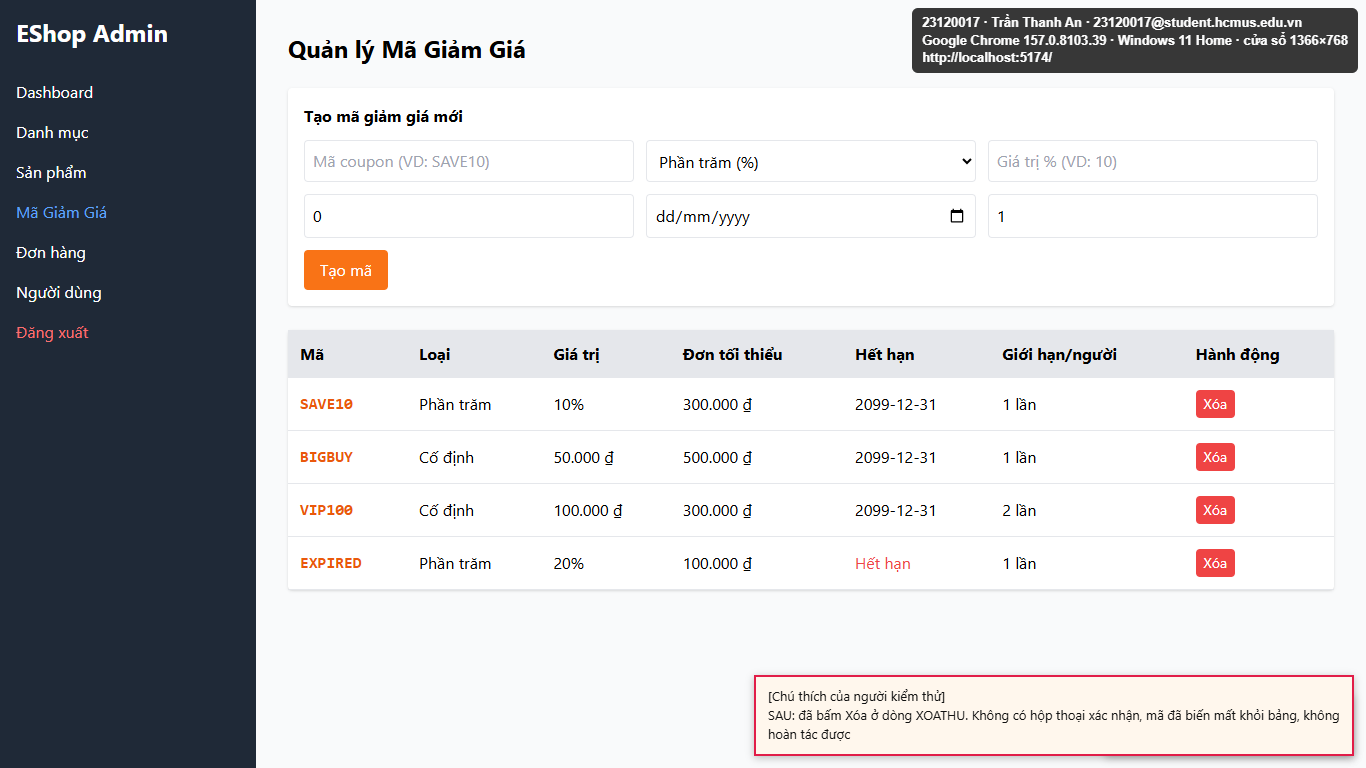 EShop Admin
Dashboard
Danh mục
Sản phẩm
Mã Giảm Giá
Đơn hàng
Người dùng
Đăng xuất
23120017 · Trần Thanh An · 23120017@student.hcmus.edu.vn
Google Chrome 157.0.8103.39 · Windows 11 Home · cửa sổ 1366×768
http://localhost:5174/
Quản lý Mã Giảm Giá
Tạo mã giảm giá mới
Mã coupon (VD: SAVE10) Phần trăm (%) Giá trị % (VD: 10)
0 dd/mm/yyyy 1
Tạo mã
Mã Loại Giá trị Đơn tối thiểu Hết hạn Giới hạn/người Hành động
SAVE10 Phần trăm 10% 300.000 ₫ 2099-12-31 1 lần Xóa
BIGBUY Cố định 50.000 ₫ 500.000 ₫ 2099-12-31 1 lần Xóa
VIP100 Cố định 100.000 ₫ 300.000 ₫ 2099-12-31 2 lần Xóa
EXPIRED Phần trăm 20% 100.000 ₫ Hết hạn 1 lần Xóa
[Chú thích của người kiểm thử]
SAU: đã bấm Xóa ở dòng XOATHU. Không có hộp thoại xác nhận, mã đã biến mất khỏi bảng, không
hoàn tác được